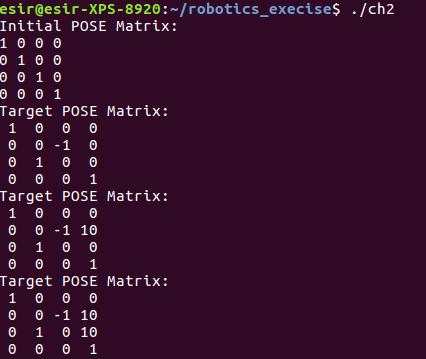 esir@esir-XPS-8920:~/robotics_execise$ ./ch2
Initial POSE Matrix:
1 0 0 0
0 1 0 0
0 0 1 0
0 0 0 1
Target POSE Matrix:
 1  0  0  0
 0  0 -1  0
 0  1  0  0
 0  0  0  1
Target POSE Matrix:
 1  0  0  0
 0  0 -1 10
 0  1  0  0
 0  0  0  1
Target POSE Matrix:
 1  0  0  0
 0  0 -1 10
 0  1  0 10
 0  0  0  1